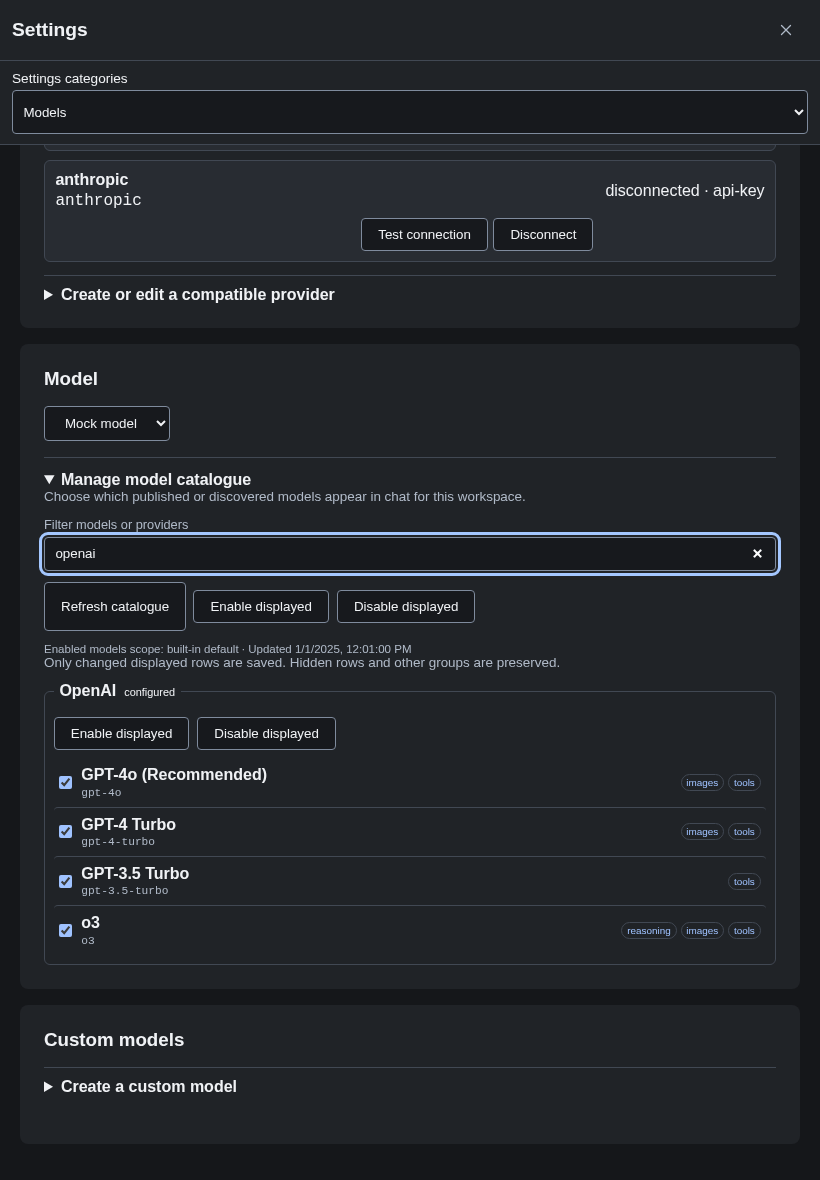 Settings
Settings categories
Models
anthropic
anthropic
disconnected · api-key
Test connection
Disconnect
Create or edit a compatible provider
Model
Mock model
Manage model catalogue
Choose which published or discovered models appear in chat for this workspace.
Filter models or providers
openai
Refresh catalogue
Enable displayed
Disable displayed
Enabled models scope: built-in default · Updated 1/1/2025, 12:01:00 PM
Only changed displayed rows are saved. Hidden rows and other groups are preserved.
OpenAI configured
Enable displayed
Disable displayed
GPT-4o (Recommended)
gpt-4o
images tools
GPT-4 Turbo
gpt-4-turbo
images tools
GPT-3.5 Turbo
gpt-3.5-turbo
tools
o3
o3
reasoning images tools
Custom models
Create a custom model